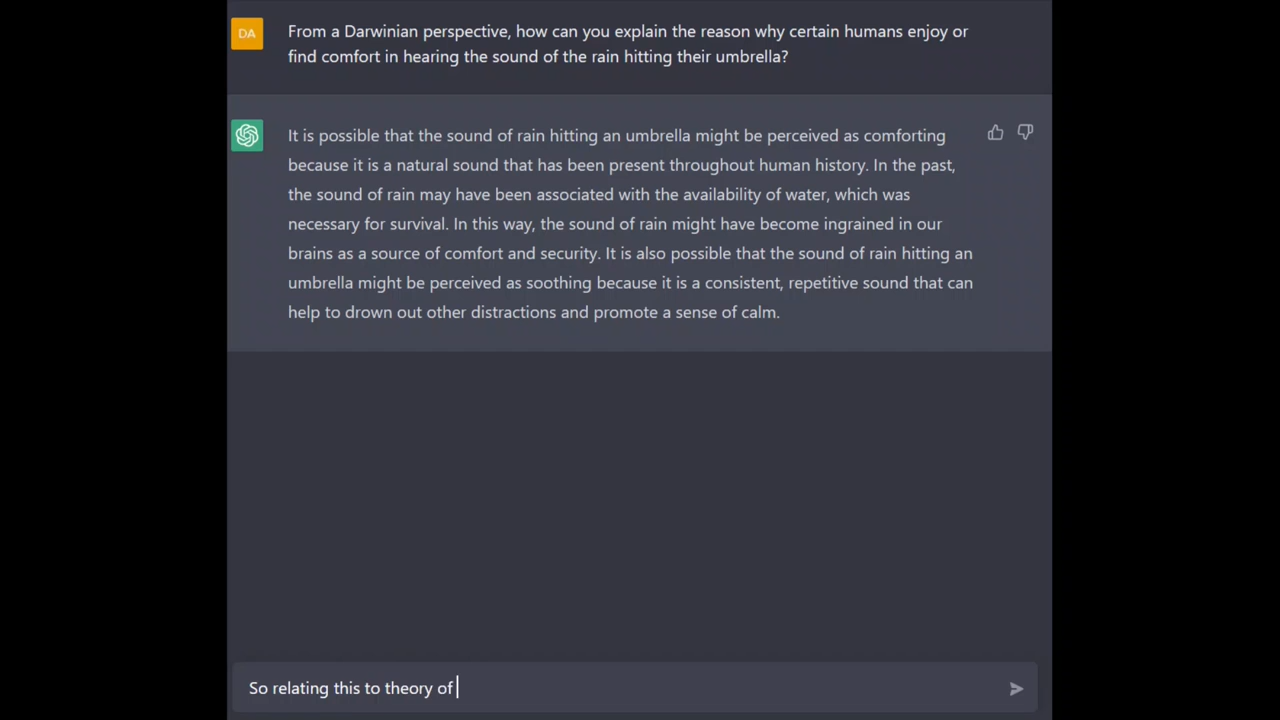 DA
From a Darwinian perspective, how can you explain the reason why certain humans enjoy or
find comfort in hearing the sound of the rain hitting their umbrella?
It is possible that the sound of rain hitting an umbrella might be perceived as comforting
because it is a natural sound that has been present throughout human history. In the past,
the sound of rain may have been associated with the availability of water, which was
necessary for survival. In this way, the sound of rain might have become ingrained in our
brains as a source of comfort and security. It is also possible that the sound of rain hitting an
umbrella might be perceived as soothing because it is a consistent, repetitive sound that can
help to drown out other distractions and promote a sense of calm.
So relating this to theory of